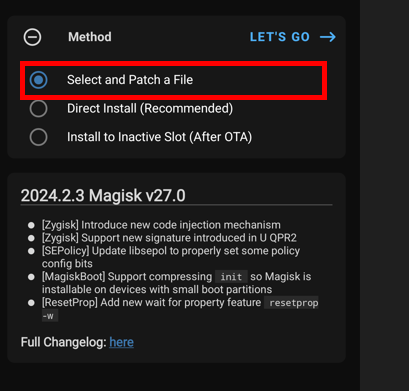 Method LET'S GO
Select and Patch a File
Direct Install (Recommended)
Install to Inactive Slot (After OTA)
2024.2.3 Magisk v27.0
[Zygisk] Introduce new code injection mechanism
[Zygisk] Support new signature introduced in U QPR2
[SEPolicy] Update libsepol to properly set some policy
config bits
[MagiskBoot] Support compressing init so Magisk is
installable on devices with small boot partitions
[ResetProp] Add new wait for property feature resetprop
-w
Full Changelog: here